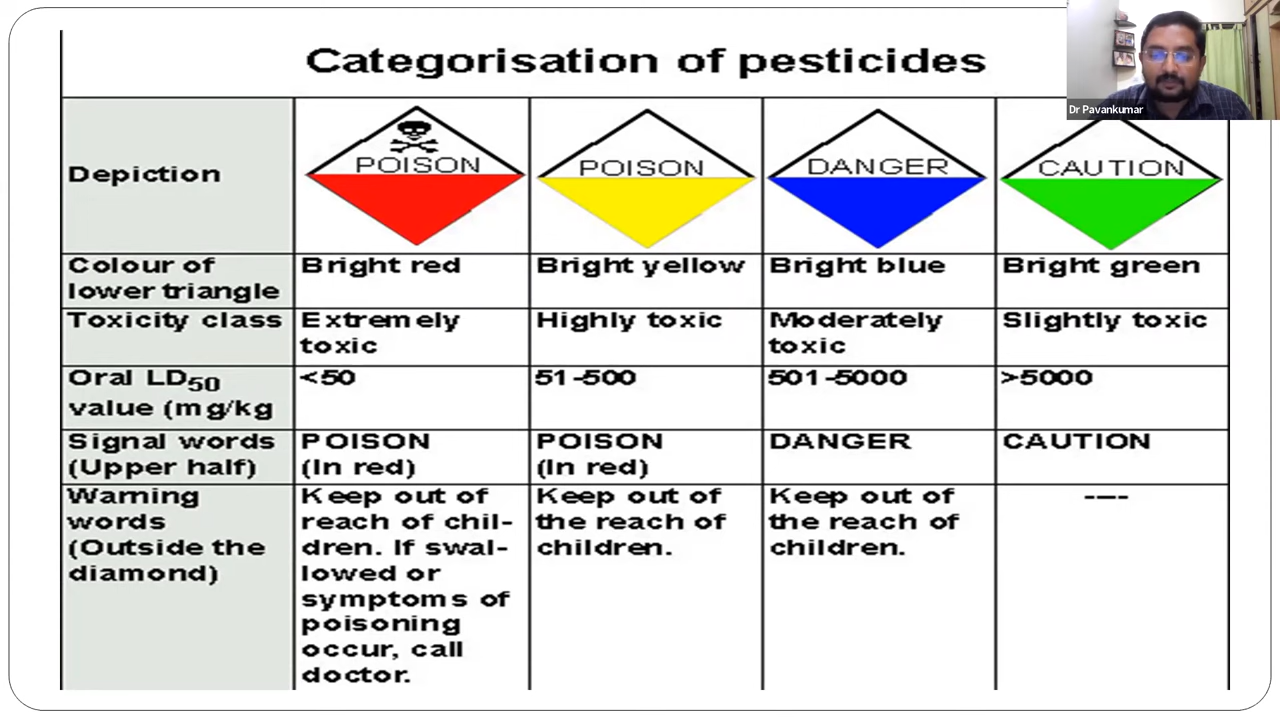 Categorisation of pesticides
Dr Pavankumar
Depiction
POISON
POISON
DANGER
CAUTION
Colour of
lower triangle
Bright red
Bright yellow
Bright blue
Bright green
Toxicity class
Extremely
toxic
Highly toxic
Moderately
toxic
Slightly toxic
Oral LD50
value (mg/kg
<50
51-500
501-5000
>5000
Signal words
(Upper half)
POISON
(In red)
POISON
(In red)
DANGER
CAUTION
Warning
words
(Outside the
diamond)
Keep out of
reach of chil-
dren. If swal-
lowed or
symptoms of
poisoning
occur, call
doctor.
Keep out of
the reach of
children.
Keep out of
the reach of
children.
----